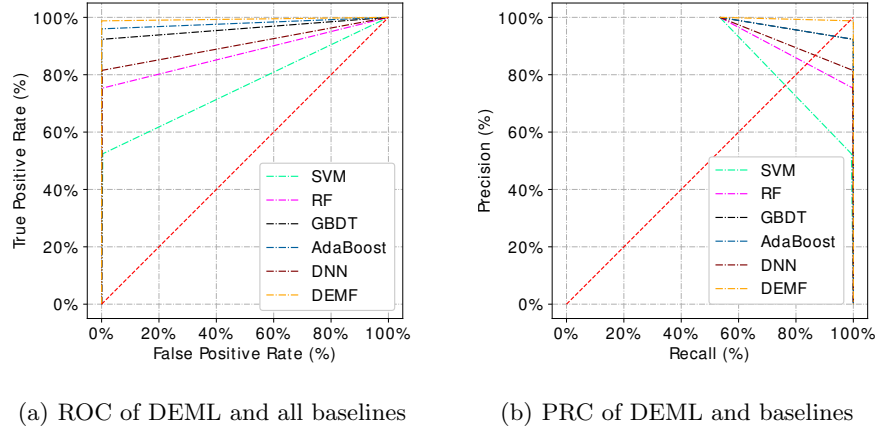 100%
80%
60%
40%
20%
0%
True Positive Rate (%)
0% 20% 40% 60% 80% 100%
False Positive Rate (%)
SVM
RF
GBDT
AdaBoost
DNN
DEMF
(a) ROC of DEML and all baselines
100%
80%
60%
40%
20%
0%
Precision (%)
0% 20% 40% 60% 80% 100%
Recall (%)
SVM
RF
GBDT
AdaBoost
DNN
DEMF
(b) PRC of DEML and baselines